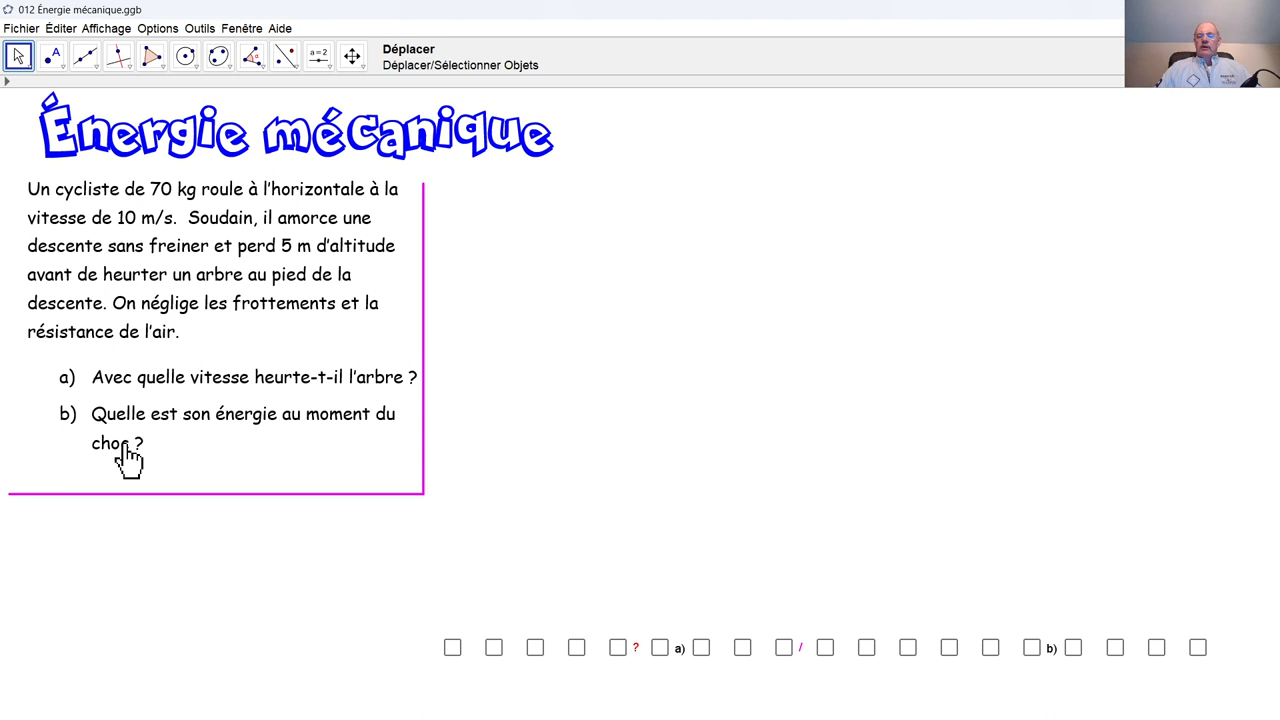 012 Énergie mécanique.ggb
Fichier Éditer Affichage Options Outils Fenêtre Aide
A
a=2
Déplacer
Déplacer/Sélectionner Objets
Énergie mécanique
Un cycliste de 70 kg roule à l'horizontale à la
vitesse de 10 m/s. Soudain, il amorce une
descente sans freiner et perd 5 m d'altitude
avant de heurter un arbre au pied de la
descente. On néglige les frottements et la
résistance de l'air.
a) Avec quelle vitesse heurte-t-il l'arbre ?
b) Quelle est son énergie au moment du
choc ?
? a) / b)